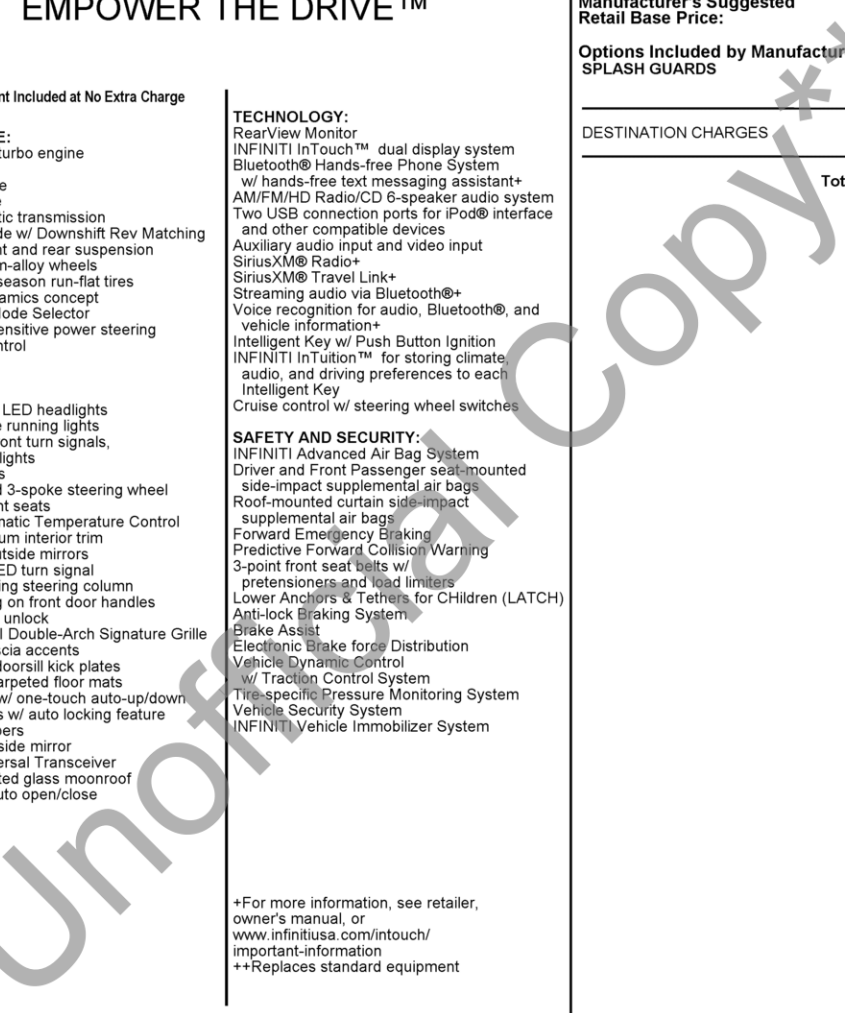 EMPOWER THE DRIVE™
nt Included at No Extra Charge
E:
turbo engine
e
e
tic transmission
de w/ Downshift Rev Matching
nt and rear suspension
m-alloy wheels
season run-flat tires
amics concept
Mode Selector
ensitive power steering
ntrol
LED headlights
e running lights
ont turn signals,
lights
s
d 3-spoke steering wheel
nt seats
matic Temperature Control
um interior trim
utside mirrors
ED turn signal
ing steering column
g on front door handles
unlock
l Double-Arch Signature Grille
scia accents
doorsill kick plates
arpeted floor mats
w/ one-touch auto-up/down
s w/ auto locking feature
pers
side mirror
ersal Transceiver
ted glass moonroof
uto open/close
TECHNOLOGY:
RearView Monitor
INFINITI InTouch™ dual display system
Bluetooth® Hands-free Phone System
w/ hands-free text messaging assistant+
AM/FM/HD Radio/CD 6-speaker audio system
Two USB connection ports for iPod® interface
and other compatible devices
Auxiliary audio input and video input
SiriusXM® Radio+
SiriusXM® Travel Link+
Streaming audio via Bluetooth®+
Voice recognition for audio, Bluetooth®, and
vehicle information+
Intelligent Key w/ Push Button Ignition
INFINITI InTuition™ for storing climate,
audio, and driving preferences to each
Intelligent Key
Cruise control w/ steering wheel switches
SAFETY AND SECURITY:
INFINITI Advanced Air Bag System
Driver and Front Passenger seat-mounted
side-impact supplemental air bags
Roof-mounted curtain side-impact
supplemental air bags
Forward Emergency Braking
Predictive Forward Collision Warning
3-point front seat belts w/
pretensioners and load limiters
Lower Anchors & Tethers for CHildren (LATCH)
Anti-lock Braking System
Brake Assist
Electronic Brake force Distribution
Vehicle Dynamic Control
w/ Traction Control System
Tire-specific Pressure Monitoring System
Vehicle Security System
INFINITI Vehicle Immobilizer System
+For more information, see retailer,
owner's manual, or
www.infinitiusa.com/intouch/
important-information
++Replaces standard equipment
Manufacturer's Suggested
Retail Base Price:
Options Included by Manufactur
SPLASH GUARDS
DESTINATION CHARGES
Tot
Unofficial Copy**